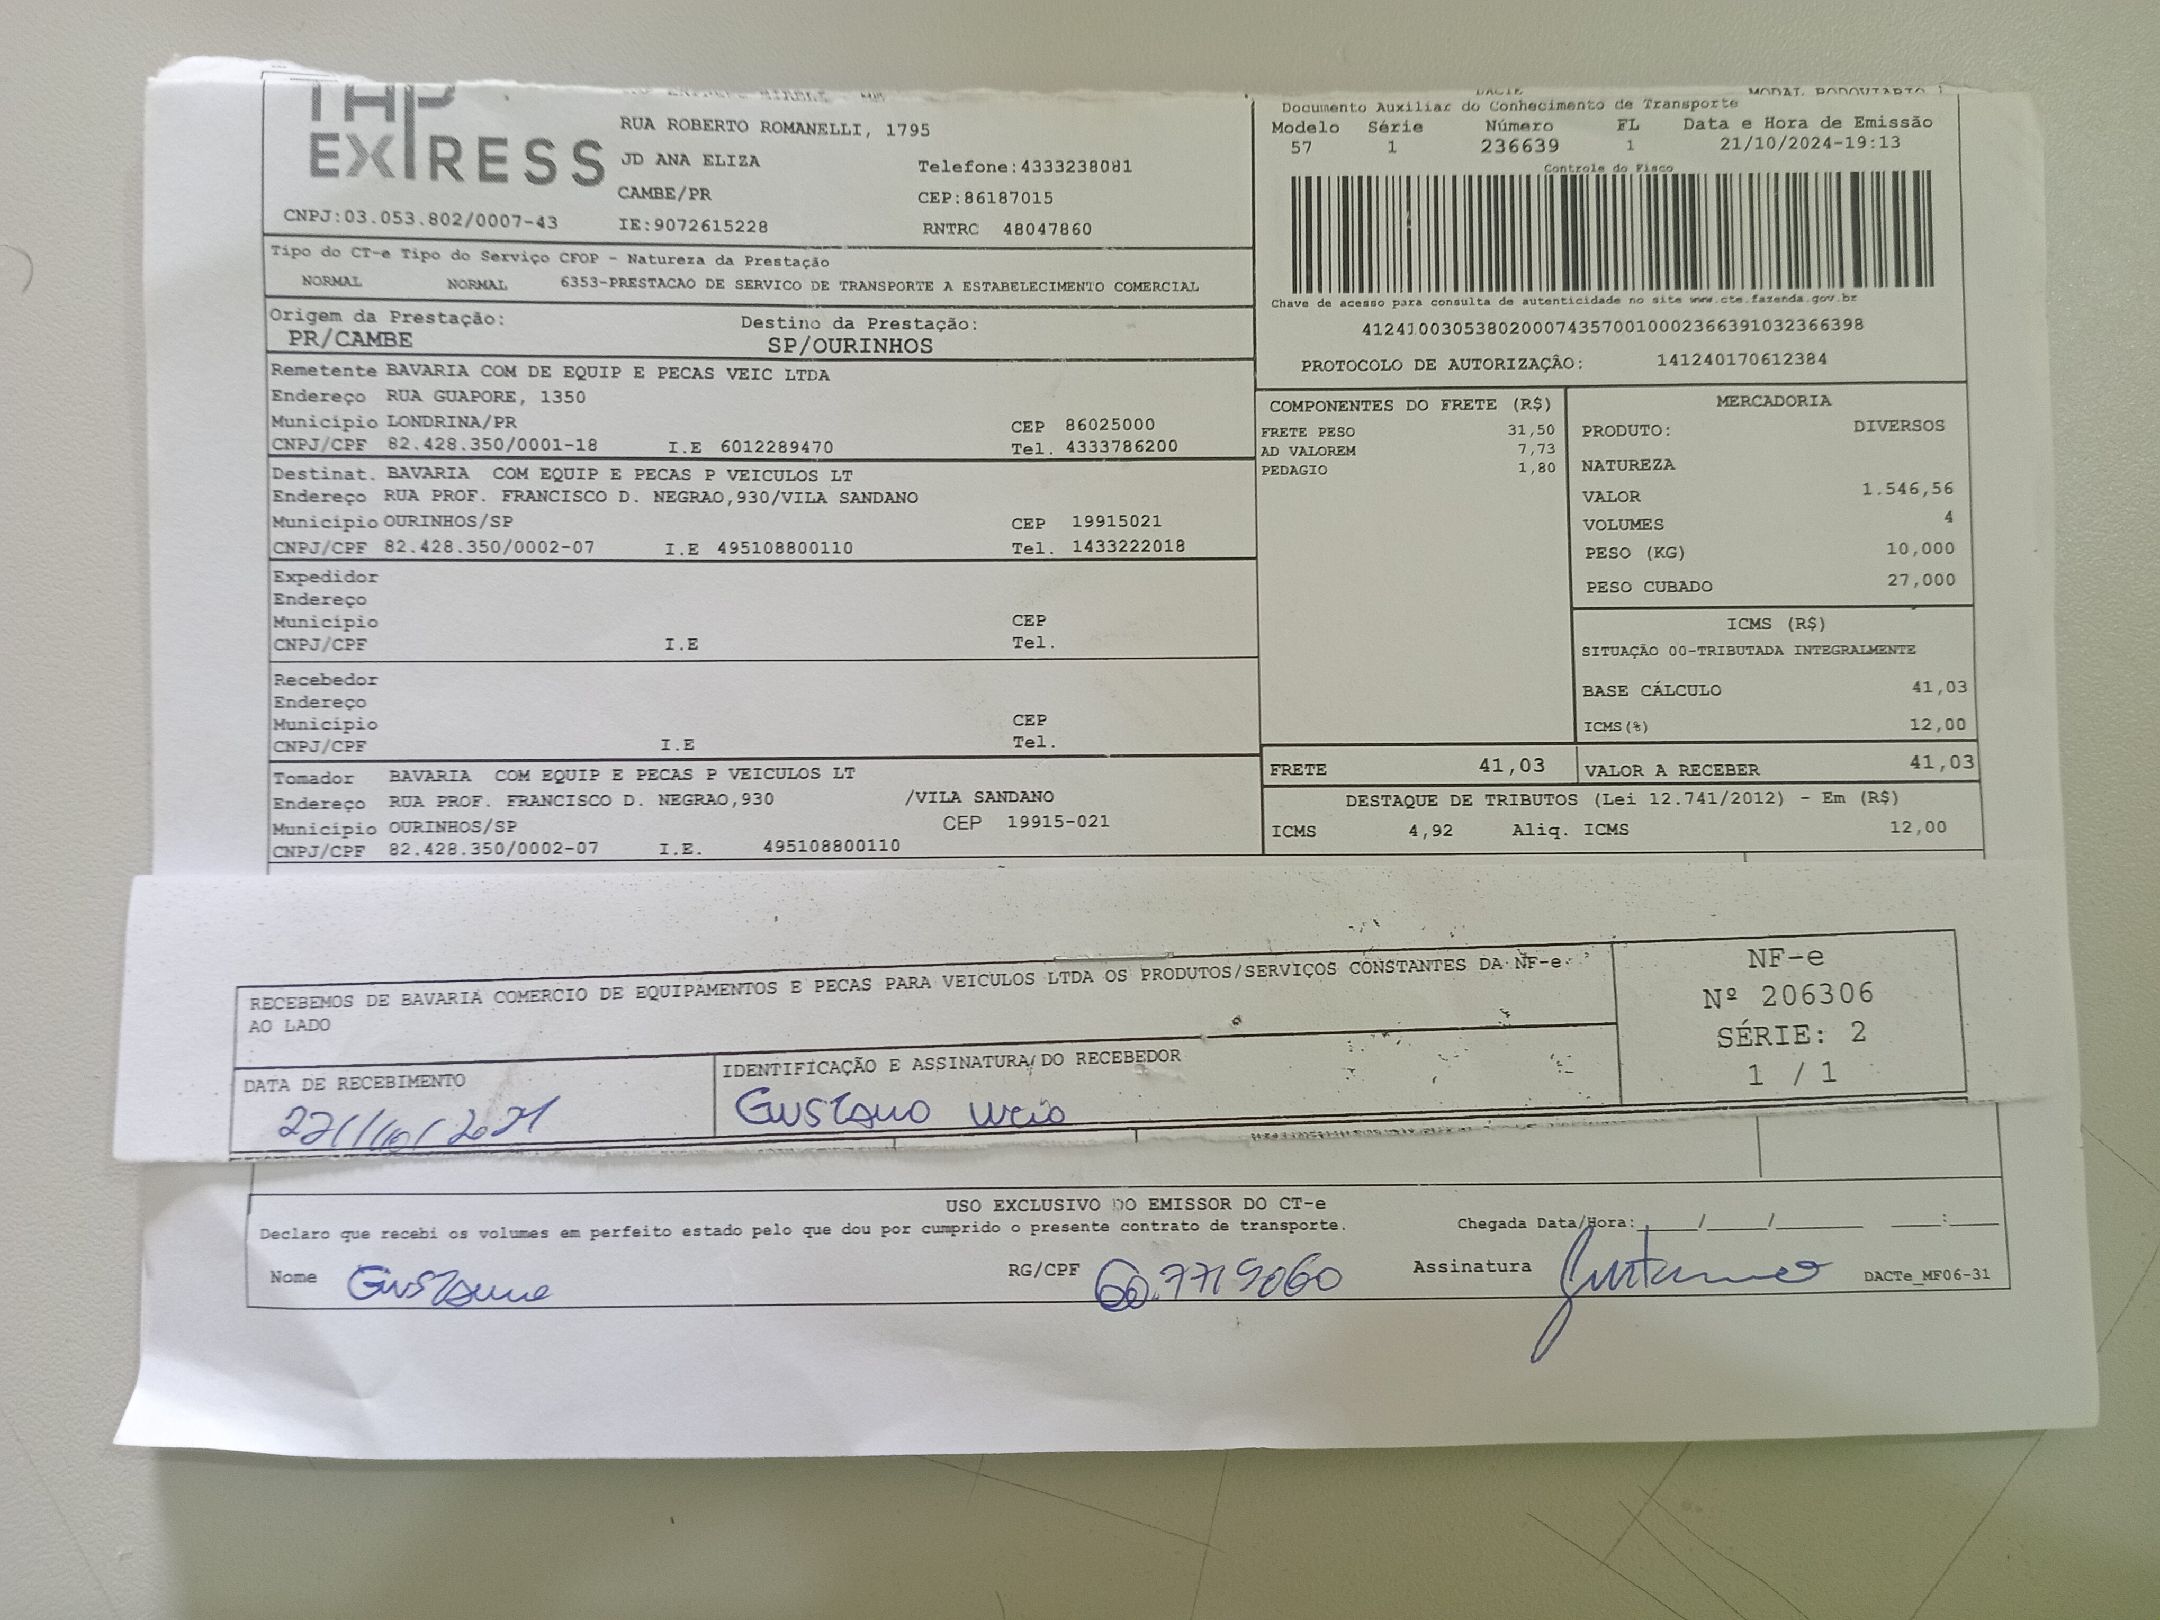 THP
EXPRESS
RUA ROBERTO ROMANELLI, 1795
JD ANA ELIZA Telefone:4333238081
CAMBE/PR CEP:86187015
CNPJ:03.053.802/0007-43 IE:9072615228 RNTRC 48047860
DACTE MODAL RODOVIARIO
Documento Auxiliar do Conhecimento de Transporte
Modelo Série Número FL Data e Hora de Emissão
57 1 236639 1 21/10/2024-19:13
Controle do Fisco
Chave de acesso para consulta de autenticidade no site www.cte.fazenda.gov.br
41241003053802000743570010002366391032366398
PROTOCOLO DE AUTORIZAÇÃO: 141240170612384
Tipo do CT-e Tipo do Serviço CFOP - Natureza da Prestação
NORMAL NORMAL 6353-PRESTACAO DE SERVICO DE TRANSPORTE A ESTABELECIMENTO COMERCIAL
Origem da Prestação: Destino da Prestação:
PR/CAMBE SP/OURINHOS
Remetente BAVARIA COM DE EQUIP E PECAS VEIC LTDA
Endereço RUA GUAPORE, 1350
Município LONDRINA/PR CEP 86025000
CNPJ/CPF 82.428.350/0001-18 I.E 6012289470 Tel. 4333786200
Destinat. BAVARIA COM EQUIP E PECAS P VEICULOS LT
Endereço RUA PROF. FRANCISCO D. NEGRAO,930/VILA SANDANO
Município OURINHOS/SP CEP 19915021
CNPJ/CPF 82.428.350/0002-07 I.E 495108800110 Tel. 1433222018
Expedidor
Endereço
Município CEP
CNPJ/CPF I.E Tel.
Recebedor
Endereço
Município CEP
CNPJ/CPF I.E Tel.
Tomador BAVARIA COM EQUIP E PECAS P VEICULOS LT
Endereço RUA PROF. FRANCISCO D. NEGRAO,930 /VILA SANDANO
Município OURINHOS/SP CEP 19915-021
CNPJ/CPF 82.428.350/0002-07 I.E. 495108800110
COMPONENTES DO FRETE (R$)
FRETE PESO 31,50
AD VALOREM 7,73
PEDAGIO 1,80
MERCADORIA
PRODUTO: DIVERSOS
NATUREZA
VALOR 1.546,56
VOLUMES 4
PESO (KG) 10,000
PESO CUBADO 27,000
ICMS (R$)
SITUAÇÃO 00-TRIBUTADA INTEGRALMENTE
BASE CÁLCULO 41,03
ICMS(%) 12,00
FRETE 41,03 VALOR A RECEBER 41,03
DESTAQUE DE TRIBUTOS (Lei 12.741/2012) - Em (R$)
ICMS 4,92 Aliq. ICMS 12,00
RECEBEMOS DE BAVARIA COMERCIO DE EQUIPAMENTOS E PECAS PARA VEICULOS LTDA OS PRODUTOS/SERVIÇOS CONSTANTES DA NF-e
AO LADO
NF-e
Nº 206306
SÉRIE: 2
1 / 1
DATA DE RECEBIMENTO IDENTIFICAÇÃO E ASSINATURA DO RECEBEDOR
Gustavo
USO EXCLUSIVO DO EMISSOR DO CT-e
Declaro que recebi os volumes em perfeito estado pelo que dou por cumprido o presente contrato de transporte. Chegada Data/Hora:____/____/______ ___:___
Nome RG/CPF 60.7719060 Assinatura DACTe_MF06-31